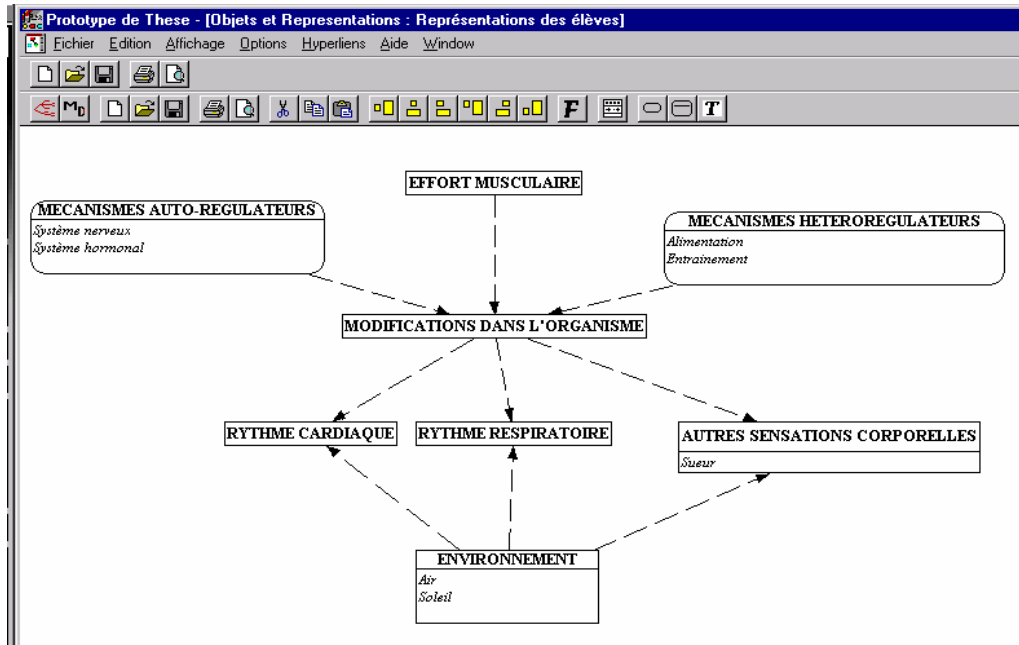 Prototype de These - [Objets et Representations : Représentations des élèves]
Fichier Edition Affichage Options Hyperliens Aide Window
MD F T
EFFORT MUSCULAIRE
MECANISMES AUTO-REGULATEURS
Système nerveux
Système hormonal
MECANISMES HETEROREGULATEURS
Alimentation
Entrainement
MODIFICATIONS DANS L'ORGANISME
RYTHME CARDIAQUE
RYTHME RESPIRATOIRE
AUTRES SENSATIONS CORPORELLES
Sueur
ENVIRONNEMENT
Air
Soleil